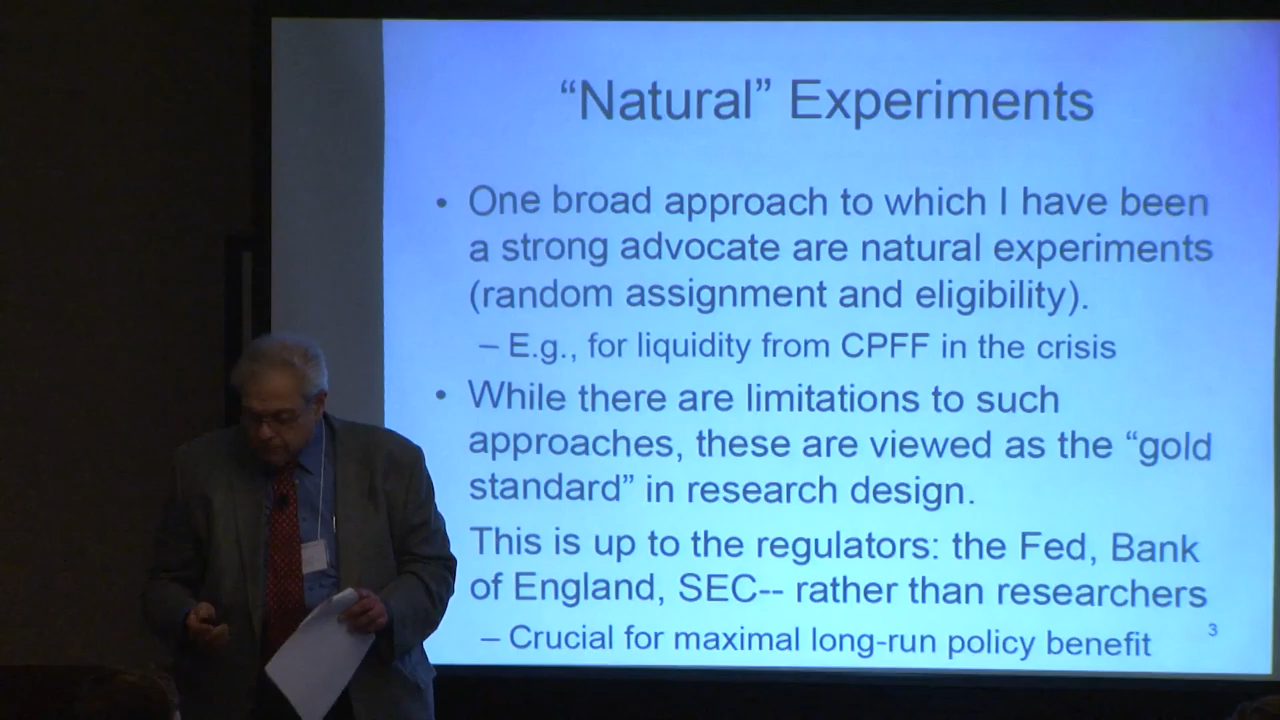 “Natural” Experiments
• One broad approach to which I have been
a strong advocate are natural experiments
(random assignment and eligibility).
– E.g., for liquidity from CPFF in the crisis
• While there are limitations to such
approaches, these are viewed as the “gold
standard” in research design.
This is up to the regulators: the Fed, Bank
of England, SEC-- rather than researchers
– Crucial for maximal long-run policy benefit
3